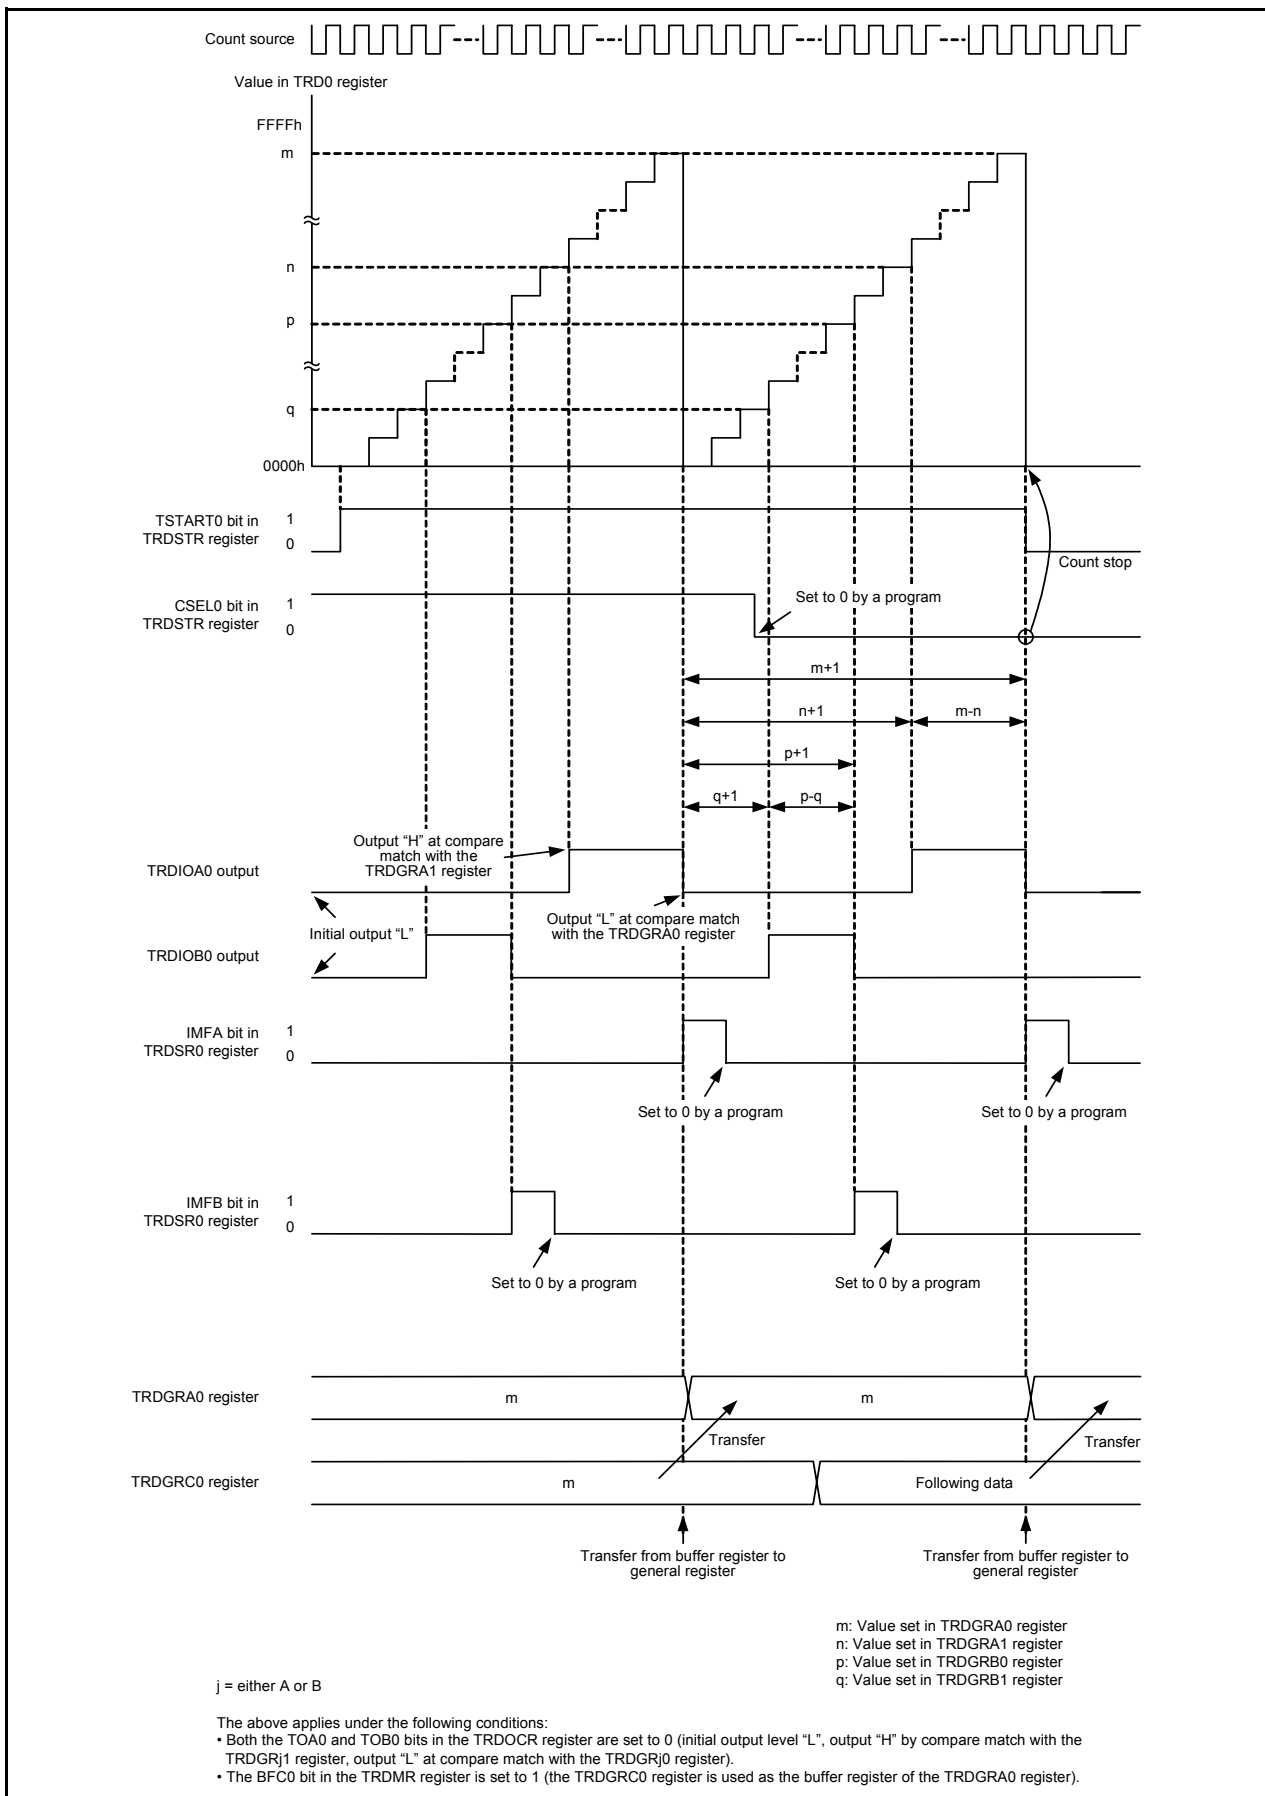 Count source
Value in TRD0 register
FFFFh
m
n
p
q
0000h
TSTART0 bit in
TRDSTR register
1
0
Count stop
CSEL0 bit in
TRDSTR register
1
0
Set to 0 by a program
m+1
n+1
m-n
p+1
q+1
p-q
Output “H” at compare
match with the
TRDGRA1 register
TRDIOA0 output
Output “L” at compare match
with the TRDGRA0 register
Initial output “L”
TRDIOB0 output
IMFA bit in
TRDSR0 register
1
0
Set to 0 by a program
Set to 0 by a program
IMFB bit in
TRDSR0 register
1
0
Set to 0 by a program
Set to 0 by a program
TRDGRA0 register
m
m
Transfer
Transfer
TRDGRC0 register
m
Following data
Transfer from buffer register to
general register
Transfer from buffer register to
general register
m: Value set in TRDGRA0 register
n: Value set in TRDGRA1 register
p: Value set in TRDGRB0 register
q: Value set in TRDGRB1 register
j = either A or B
The above applies under the following conditions:
• Both the TOA0 and TOB0 bits in the TRDOCR register are set to 0 (initial output level “L”, output “H” by compare match with the
TRDGRj1 register, output “L” at compare match with the TRDGRj0 register).
• The BFC0 bit in the TRDMR register is set to 1 (the TRDGRC0 register is used as the buffer register of the TRDGRA0 register).